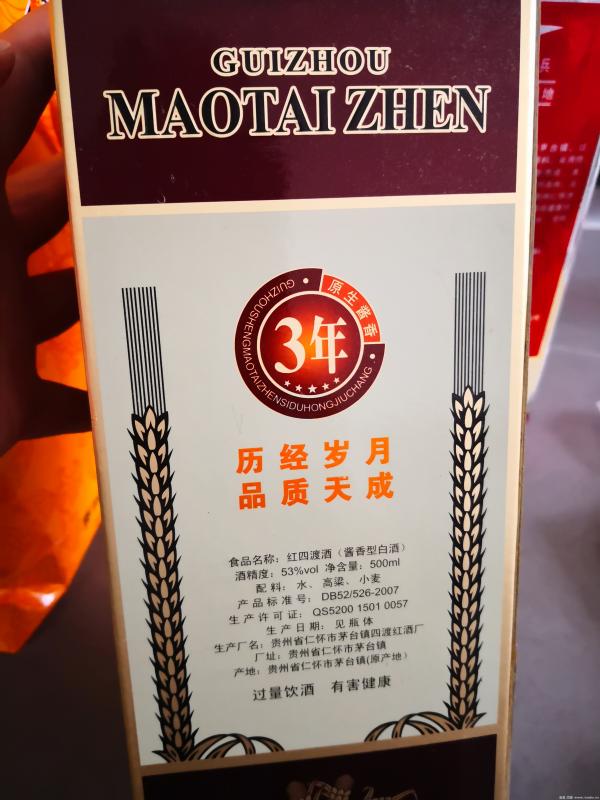 GUIZHOU
MAOTAI ZHEN
原生酱香
GUIZHOUSHENGMAOTAIZHENSIDUHONGJIUCHANG
3年
历经岁月
品质天成
食品名称：红四渡酒（酱香型白酒）
酒精度：53%vol 净含量：500ml
配料：水、高粱、小麦
产品标准号：DB52/526-2007
生产许可证：QS5200 1501 0057
生产日期：见瓶体
生产厂名：贵州省仁怀市茅台镇四渡红酒厂
厂址：贵州省仁怀市茅台镇
产地：贵州省仁怀市茅台镇(原产地)
过量饮酒 有害健康
兵
地